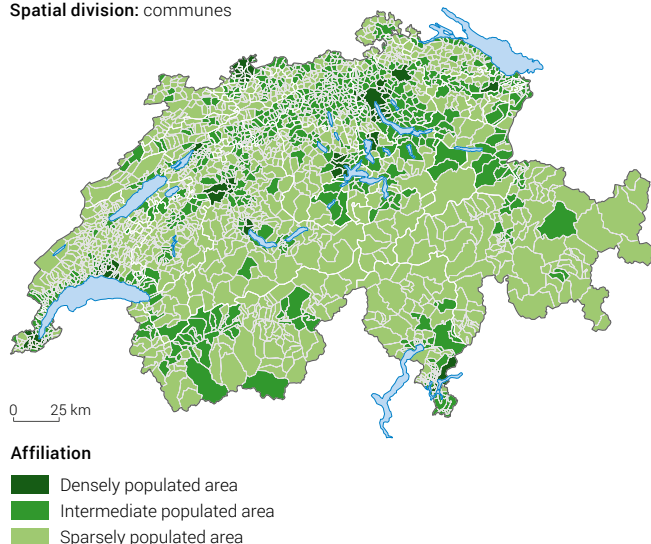 Spatial division: communes
0 25 km
Affiliation
Densely populated area
Intermediate populated area
Sparsely populated area